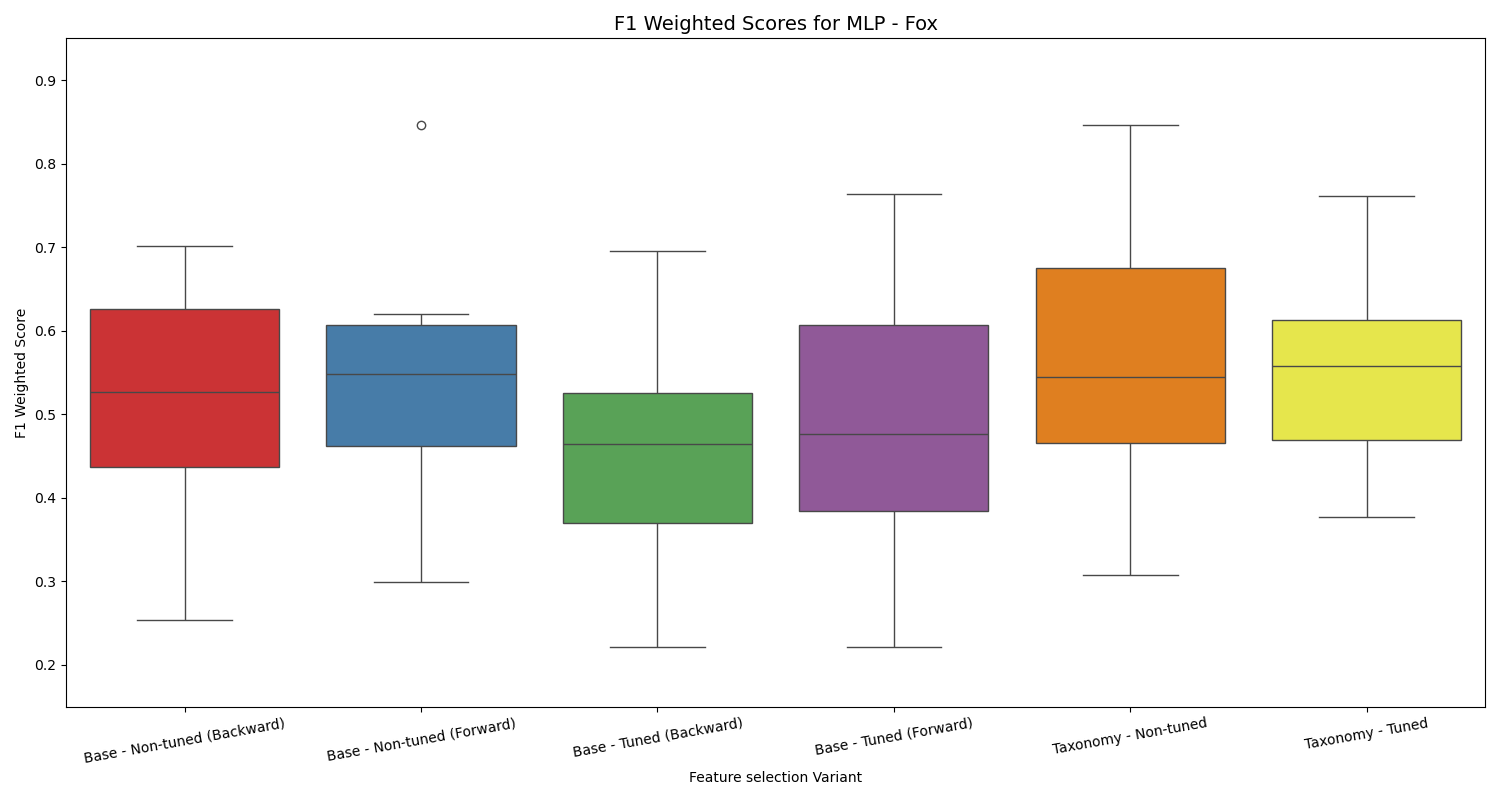 F1 Weighted Scores for MLP - Fox
F1 Weighted Score
0.9
0.8
0.7
0.6
0.5
0.4
0.3
0.2
Base - Non-tuned (Backward)
Base - Non-tuned (Forward)
Base - Tuned (Backward)
Base - Tuned (Forward)
Taxonomy - Non-tuned
Taxonomy - Tuned
Feature selection Variant